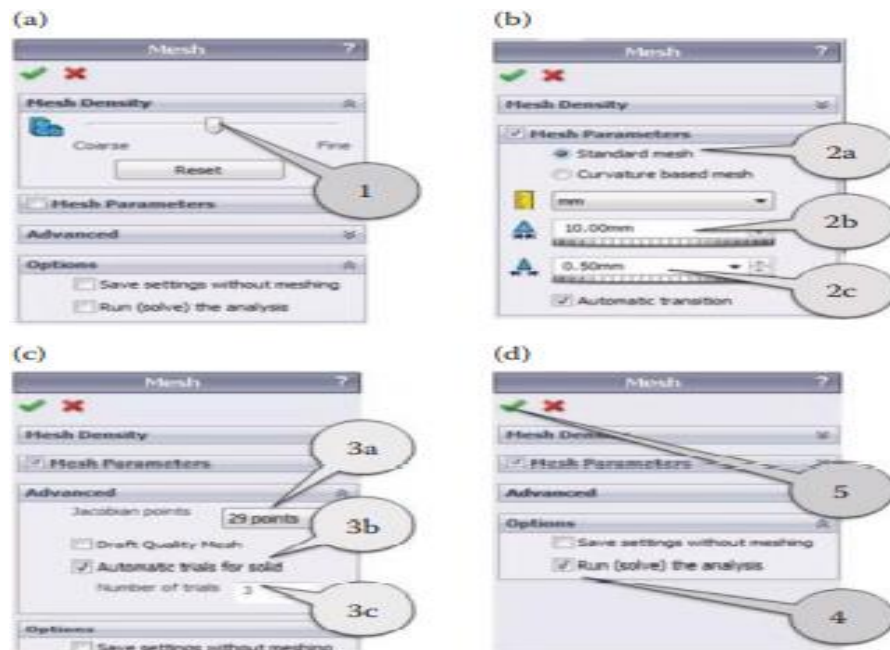 (a)
Mesh ?
Mesh Density
Coarse Fine
Reset
1
Mesh Parameters
Advanced
Options
Save settings without meshing
Run (solve) the analysis
(b)
Mesh ?
Mesh Density
Mesh Parameters
Standard mesh
2a
Curvature based mesh
mm
10.00mm
2b
0.50mm
2c
Automatic transition
(c)
Mesh ?
Mesh Density
Mesh Parameters
3a
Advanced
Jacobian points 29 points
3b
Draft Quality Mesh
Automatic trials for solid
Number of trials 3
3c
Options
Save settings without meshing
(d)
Mesh ?
Mesh Density
Mesh Parameters
5
Advanced
Options
Save settings without meshing
Run (solve) the analysis
4